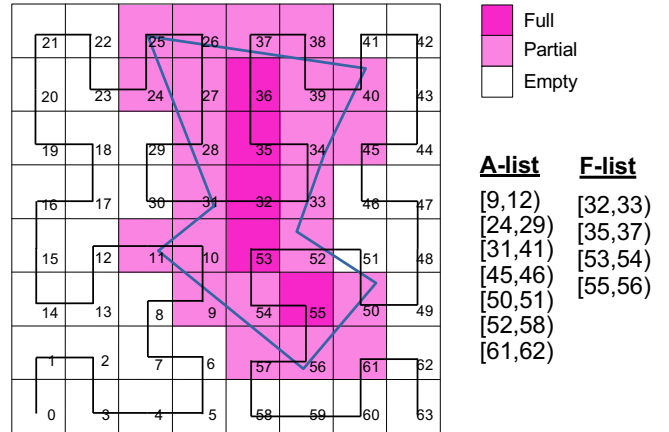 21 22 25 26 37 38 41 42
20 23 24 27 36 39 40 43
19 18 29 28 35 34 45 44
16 17 30 31 32 33 46 47
15 12 11 10 53 52 51 48
14 13 8 9 54 55 50 49
1 2 7 6 57 56 61 62
0 3 4 5 58 59 60 63
Full
Partial
Empty
A-list F-list
[9,12) [32,33)
[24,29) [35,37)
[31,41) [53,54)
[45,46) [55,56)
[50,51)
[52,58)
[61,62)